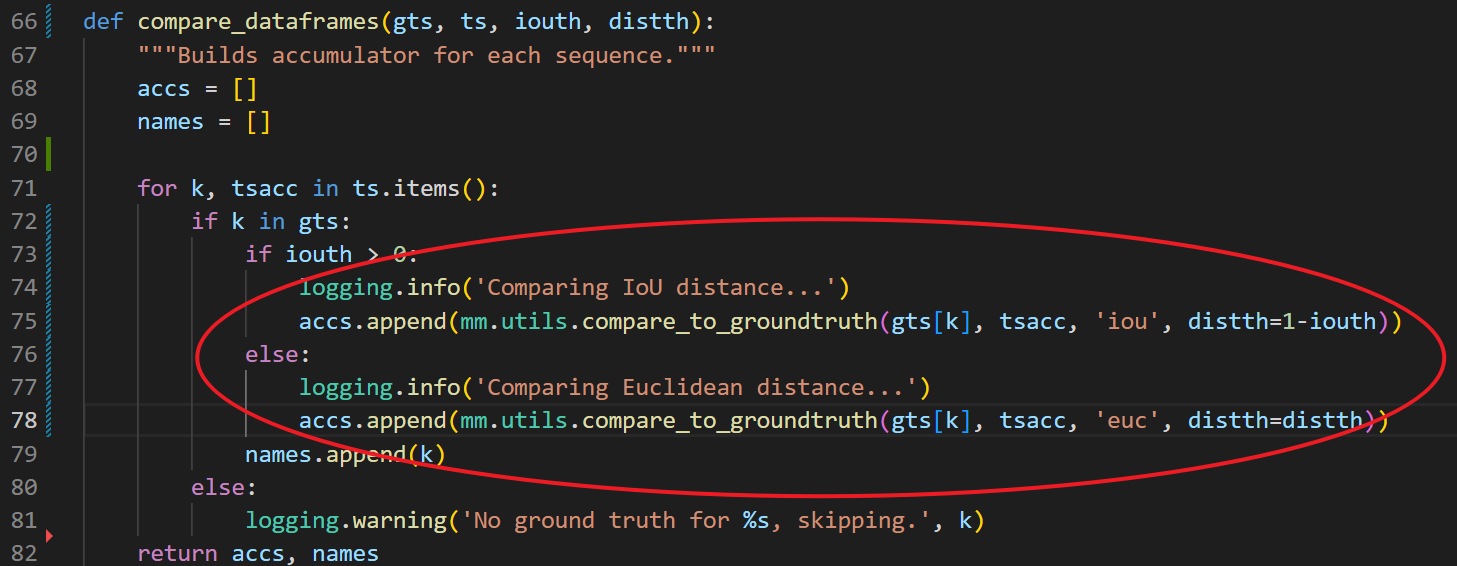 66 def compare_dataframes(gts, ts, iouth, distth):
67     """Builds accumulator for each sequence."""
68     accs = []
69     names = []
70
71     for k, tsacc in ts.items():
72         if k in gts:
73             if iouth > 0:
74                 logging.info('Comparing IoU distance...')
75                 accs.append(mm.utils.compare_to_groundtruth(gts[k], tsacc, 'iou', distth=1-iouth))
76             else:
77                 logging.info('Comparing Euclidean distance...')
78                 accs.append(mm.utils.compare_to_groundtruth(gts[k], tsacc, 'euc', distth=distth))
79             names.append(k)
80         else:
81             logging.warning('No ground truth for %s, skipping.', k)
82     return accs, names